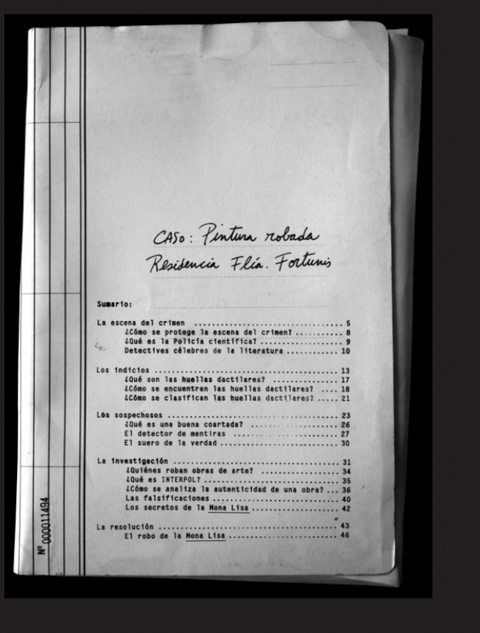 CASO: Pintura robada
Residencia Flia. Fortunis
Sumario:
La escena del crimen ................................ 5
¿Cómo se protege la escena del crimen? .......... 8
¿Qué es la Policía científica? .................. 9
Detectives célebres de la literatura ............ 10
Los indicios ........................................ 13
¿Qué son las huellas dactilares? ................ 17
¿Cómo se encuentran las huellas dactilares? ..... 18
¿Cómo se clasifican las huellas dactilares? ..... 21
Los sospechosos ..................................... 23
¿Qué es una buena coartada? ..................... 26
El detector de mentiras ......................... 27
El suero de la verdad ........................... 30
La investigación .................................... 31
¿Quiénes roban obras de arte? ................... 34
¿Qué es INTERPOL? ............................... 35
¿Cómo se analiza la autenticidad de una obra? ... 36
Las falsificaciones ............................. 40
Los secretos de la Mona Lisa .................... 42
La resolución ....................................... 43
El robo de la Mona Lisa ......................... 46
Nº 000011494